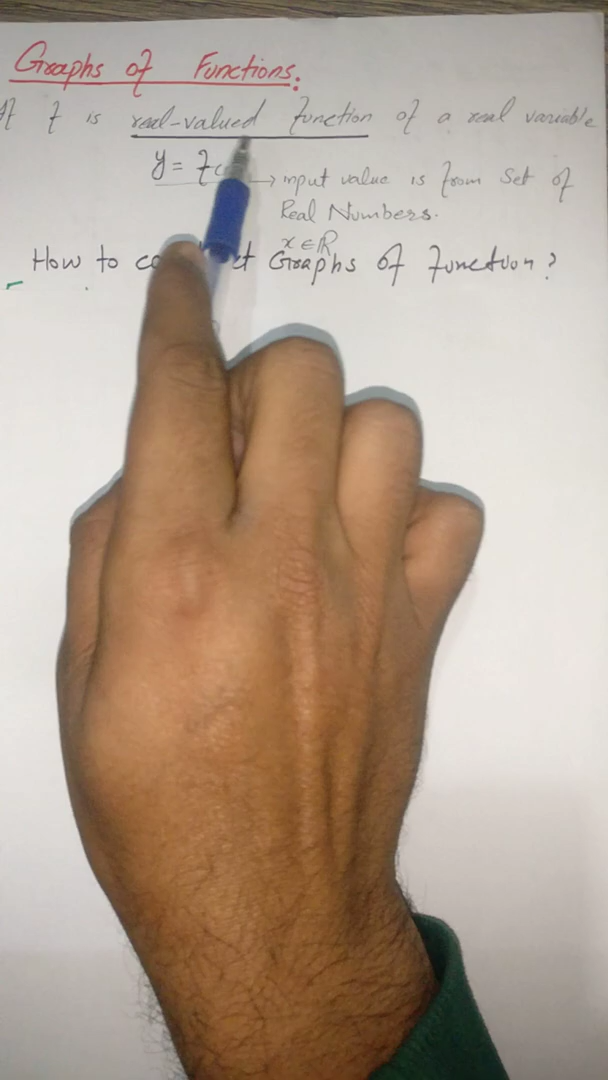 Graphs of Functions:
If f is real-valued function of a real variable
y = f(
→ input value is from Set of
Real Numbers.
x ∈ ℝ
How to Graphs of function?